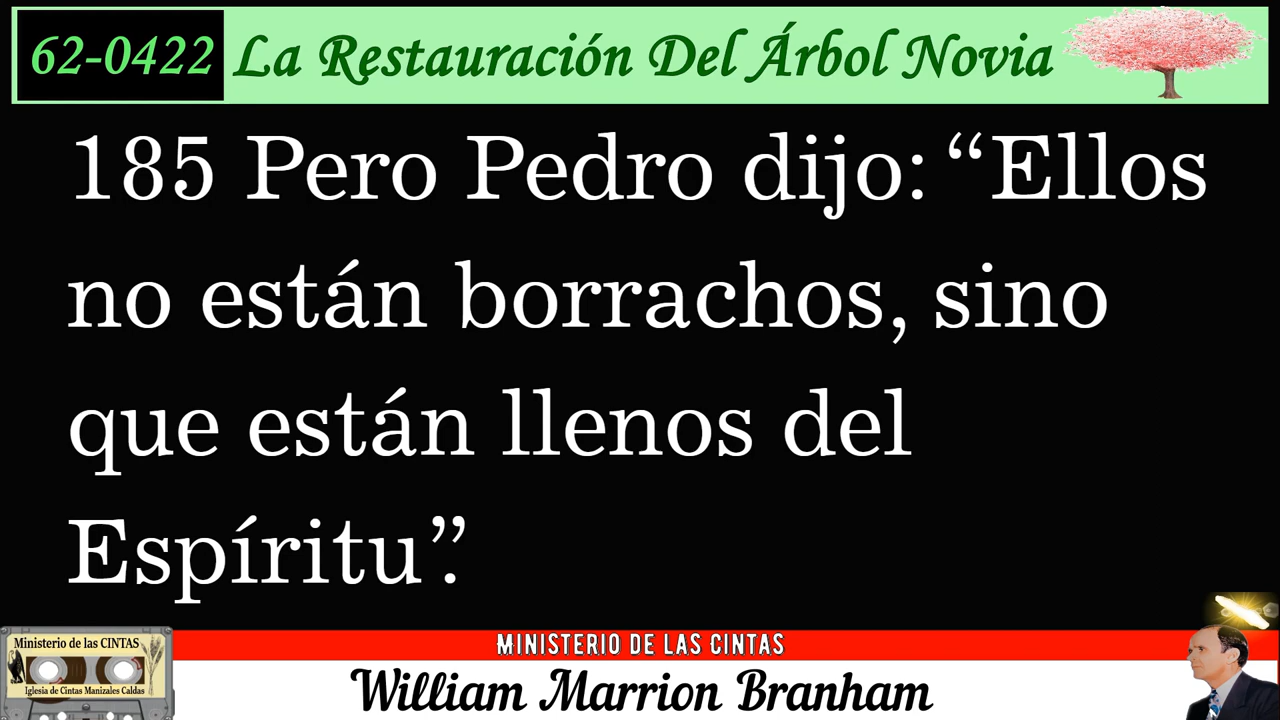 62-0422 La Restauración Del Árbol Novia
185 Pero Pedro dijo: “Ellos
no están borrachos, sino
que están llenos del
Espíritu”.
MINISTERIO DE LAS CINTAS
William Marrion Branham
Ministerio de las CINTAS
Iglesia de Cintas Manizales Caldas